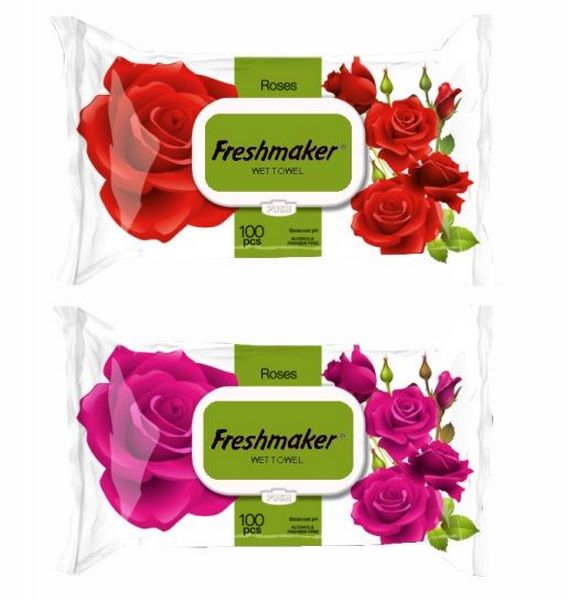 Roses
Freshmaker®
WET TOWEL
PUSH
100 pcs
Balanced pH
ALCOHOL &
PARABEN FREE
Roses
Freshmaker®
WET TOWEL
PUSH
100 pcs
Balanced pH
ALCOHOL &
PARABEN FREE